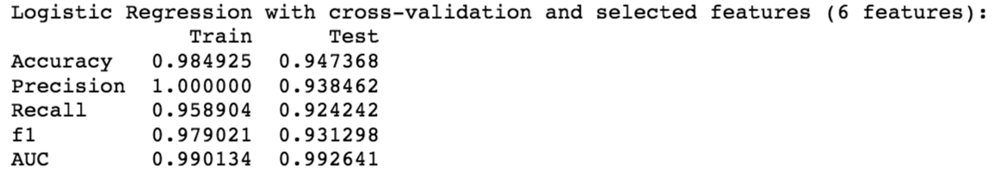 Logistic Regression with cross-validation and selected features (6 features):
Train Test
Accuracy 0.984925 0.947368
Precision 1.000000 0.938462
Recall 0.958904 0.924242
f1 0.979021 0.931298
AUC 0.990134 0.992641